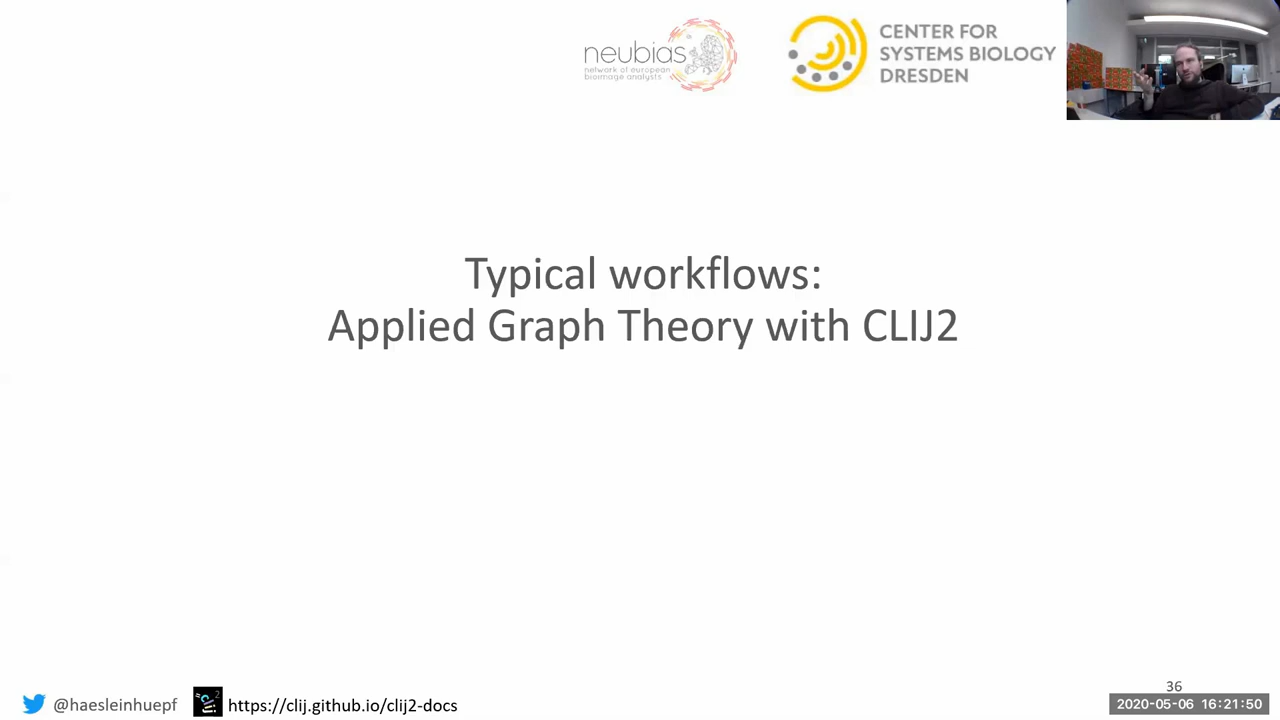 neubias
network of european
bioimage analysts
CENTER FOR
SYSTEMS BIOLOGY
DRESDEN
Typical workflows:
Applied Graph Theory with CLIJ2
@haesleinhuepf
https://clij.github.io/clij2-docs
36
2020-05-06 16:21:50